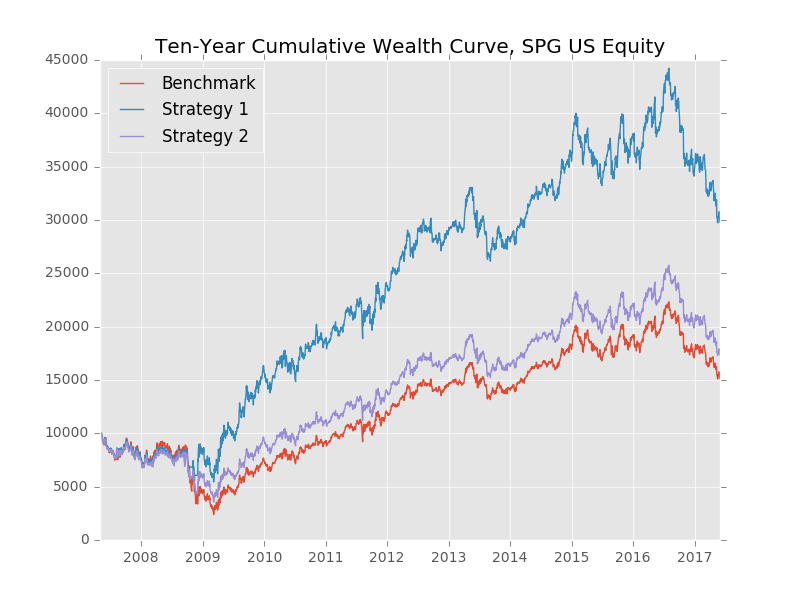 Ten-Year Cumulative Wealth Curve, SPG US Equity
45000
40000
35000
30000
25000
20000
15000
10000
5000
0
Benchmark
Strategy 1
Strategy 2
2008 2009 2010 2011 2012 2013 2014 2015 2016 2017